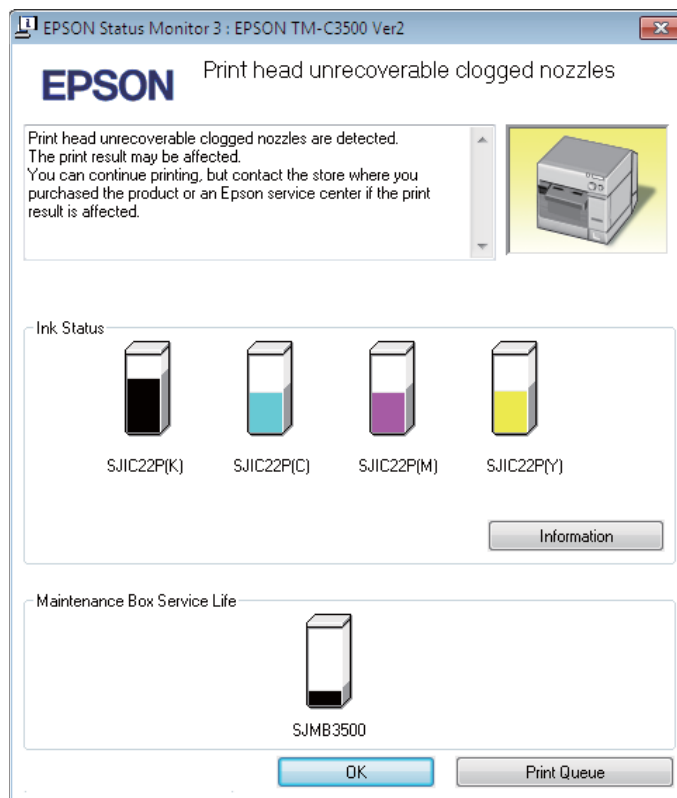 EPSON Status Monitor 3 : EPSON TM-C3500 Ver2
EPSON
Print head unrecoverable clogged nozzles
Print head unrecoverable clogged nozzles are detected.
The print result may be affected.
You can continue printing, but contact the store where you
purchased the product or an Epson service center if the print
result is affected.
Ink Status
SJIC22P(K)
SJIC22P(C)
SJIC22P(M)
SJIC22P(Y)
Information
Maintenance Box Service Life
SJMB3500
OK
Print Queue